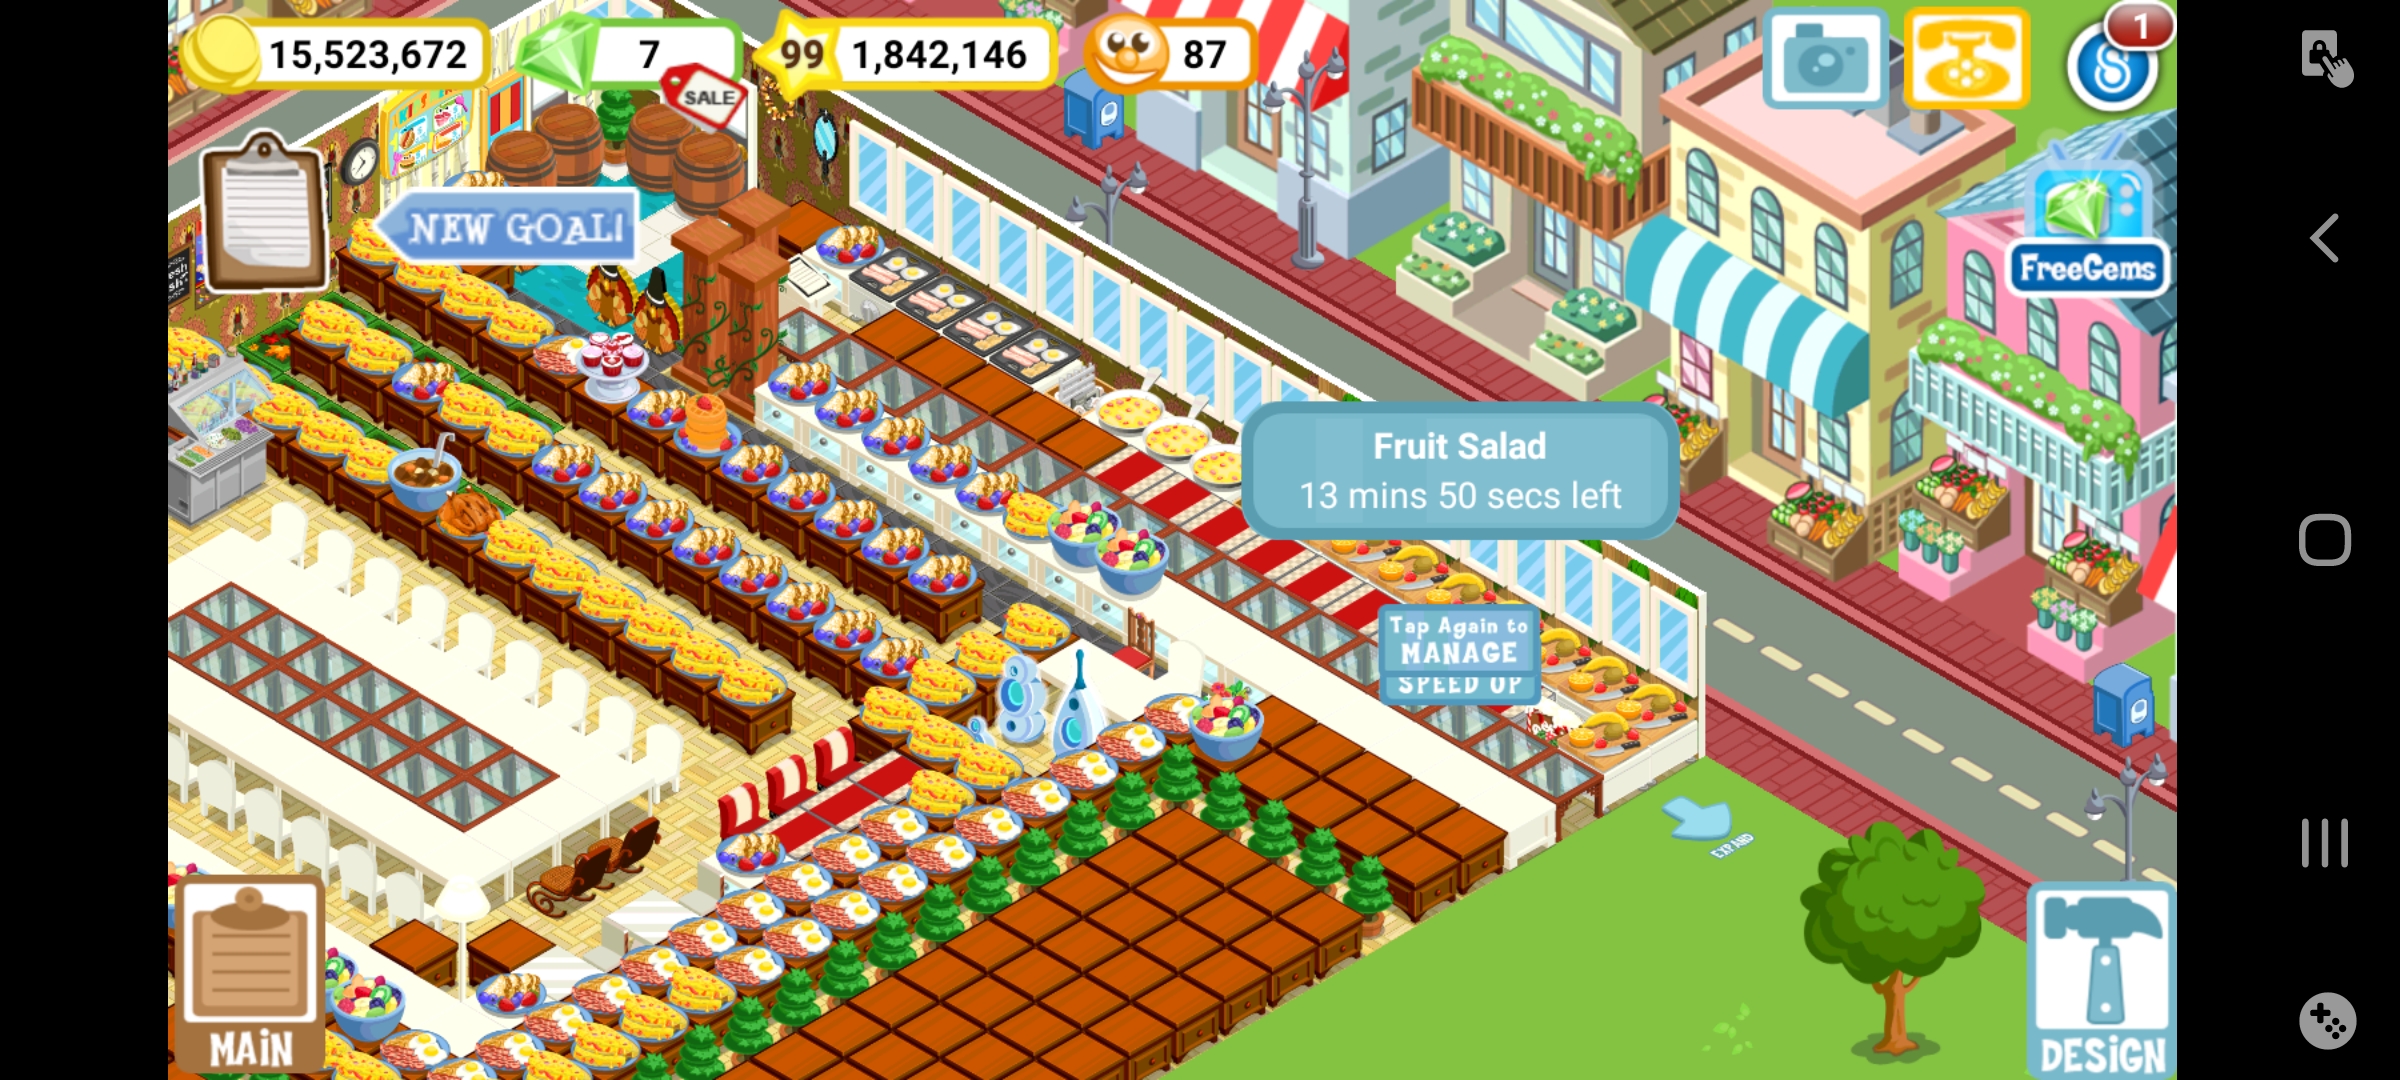 15,523,672
7
SALE
99
1,842,146
87
1
NEW GOAL!
FreeGems
Fruit Salad
13 mins 50 secs left
Tap Again to
MANAGE
SPEED UP
EXPAND
MAIN
DESIGN